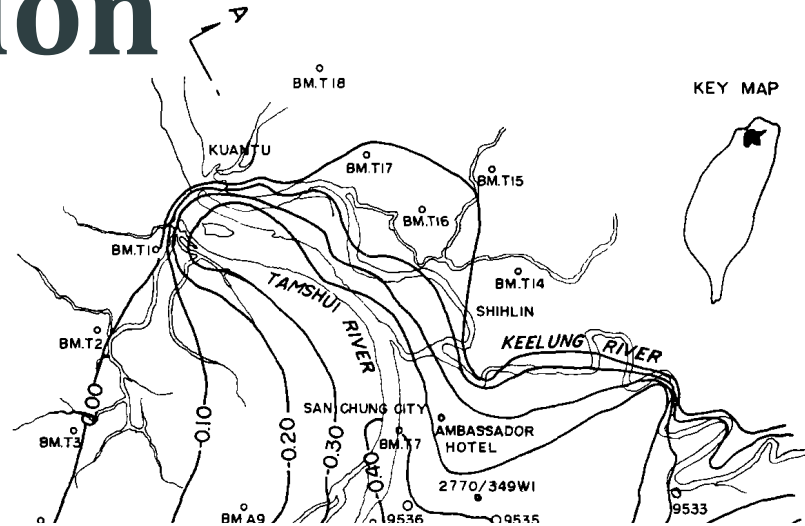 ion
A
BM.T18
KEY MAP
KUANTU
BM.T17
BM.T15
BM.T16
BM.T1
BM.T14
TAMSHUI RIVER
SHIHLIN
KEELUNG RIVER
BM.T2
0.00
-0.10
-0.20
-0.30
-0.40
SAN CHUNG CITY
AMBASSADOR
HOTEL
BM.T3
BM.T7
2770/349W1
BM A9
9536
9535
9533